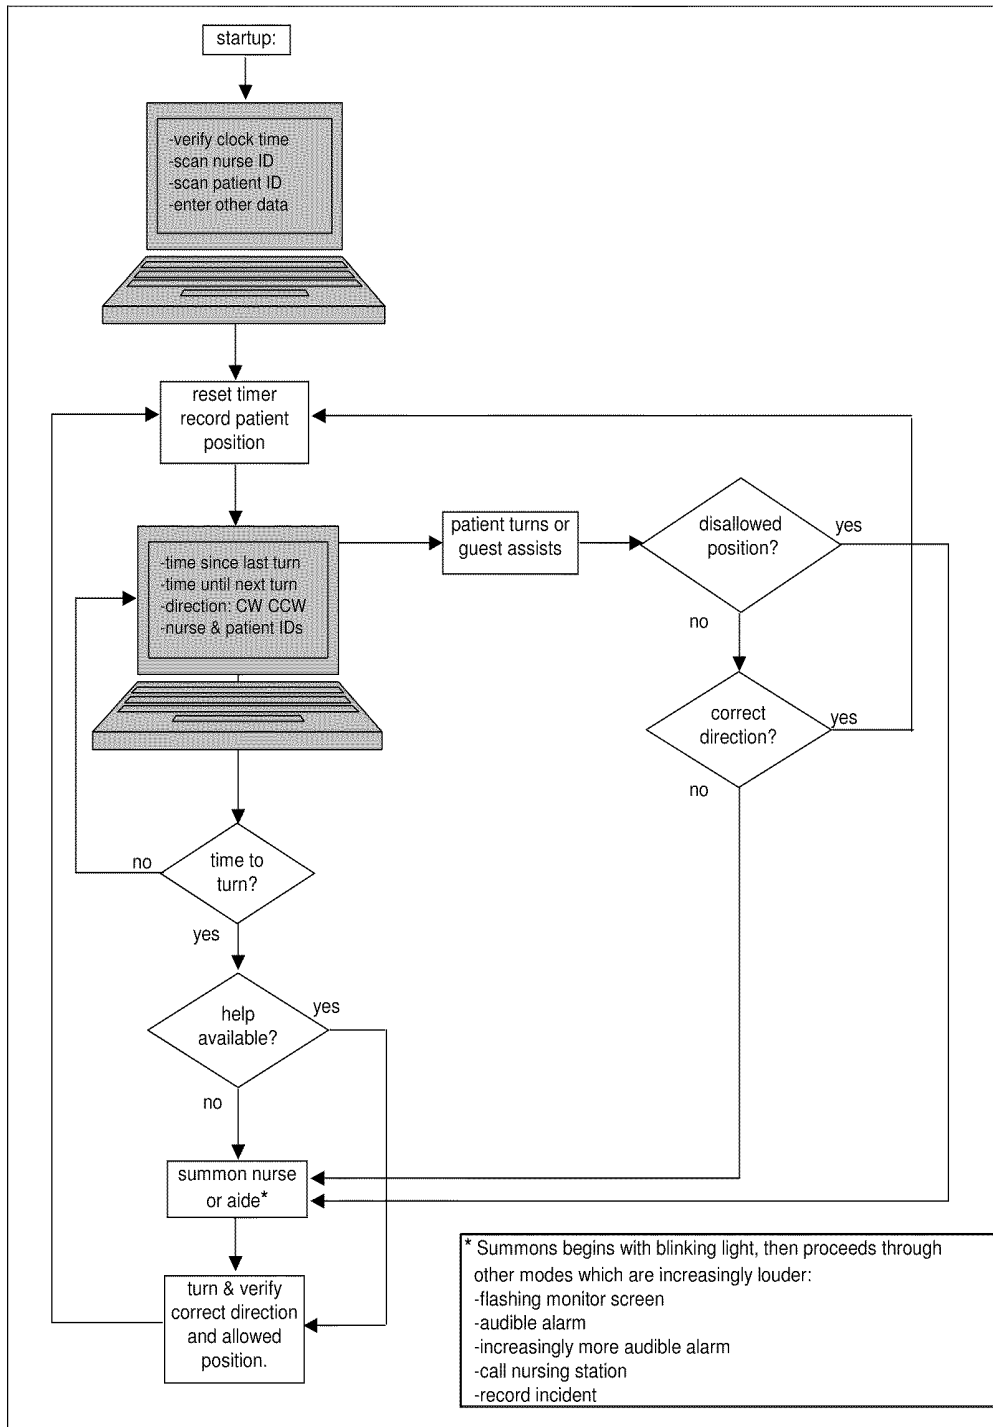 startup:
-verify clock time
-scan nurse ID
-scan patient ID
-enter other data
reset timer
record patient
position
-time since last turn
-time until next turn
-direction: CW CCW
-nurse & patient IDs
patient turns or
guest assists
disallowed
position?
yes
no
correct
direction?
yes
no
time to
turn?
no
yes
help
available?
yes
no
summon nurse
or aide*
turn & verify
correct direction
and allowed
position.
* Summons begins with blinking light, then proceeds through
other modes which are increasingly louder:
-flashing monitor screen
-audible alarm
-increasingly more audible alarm
-call nursing station
-record incident